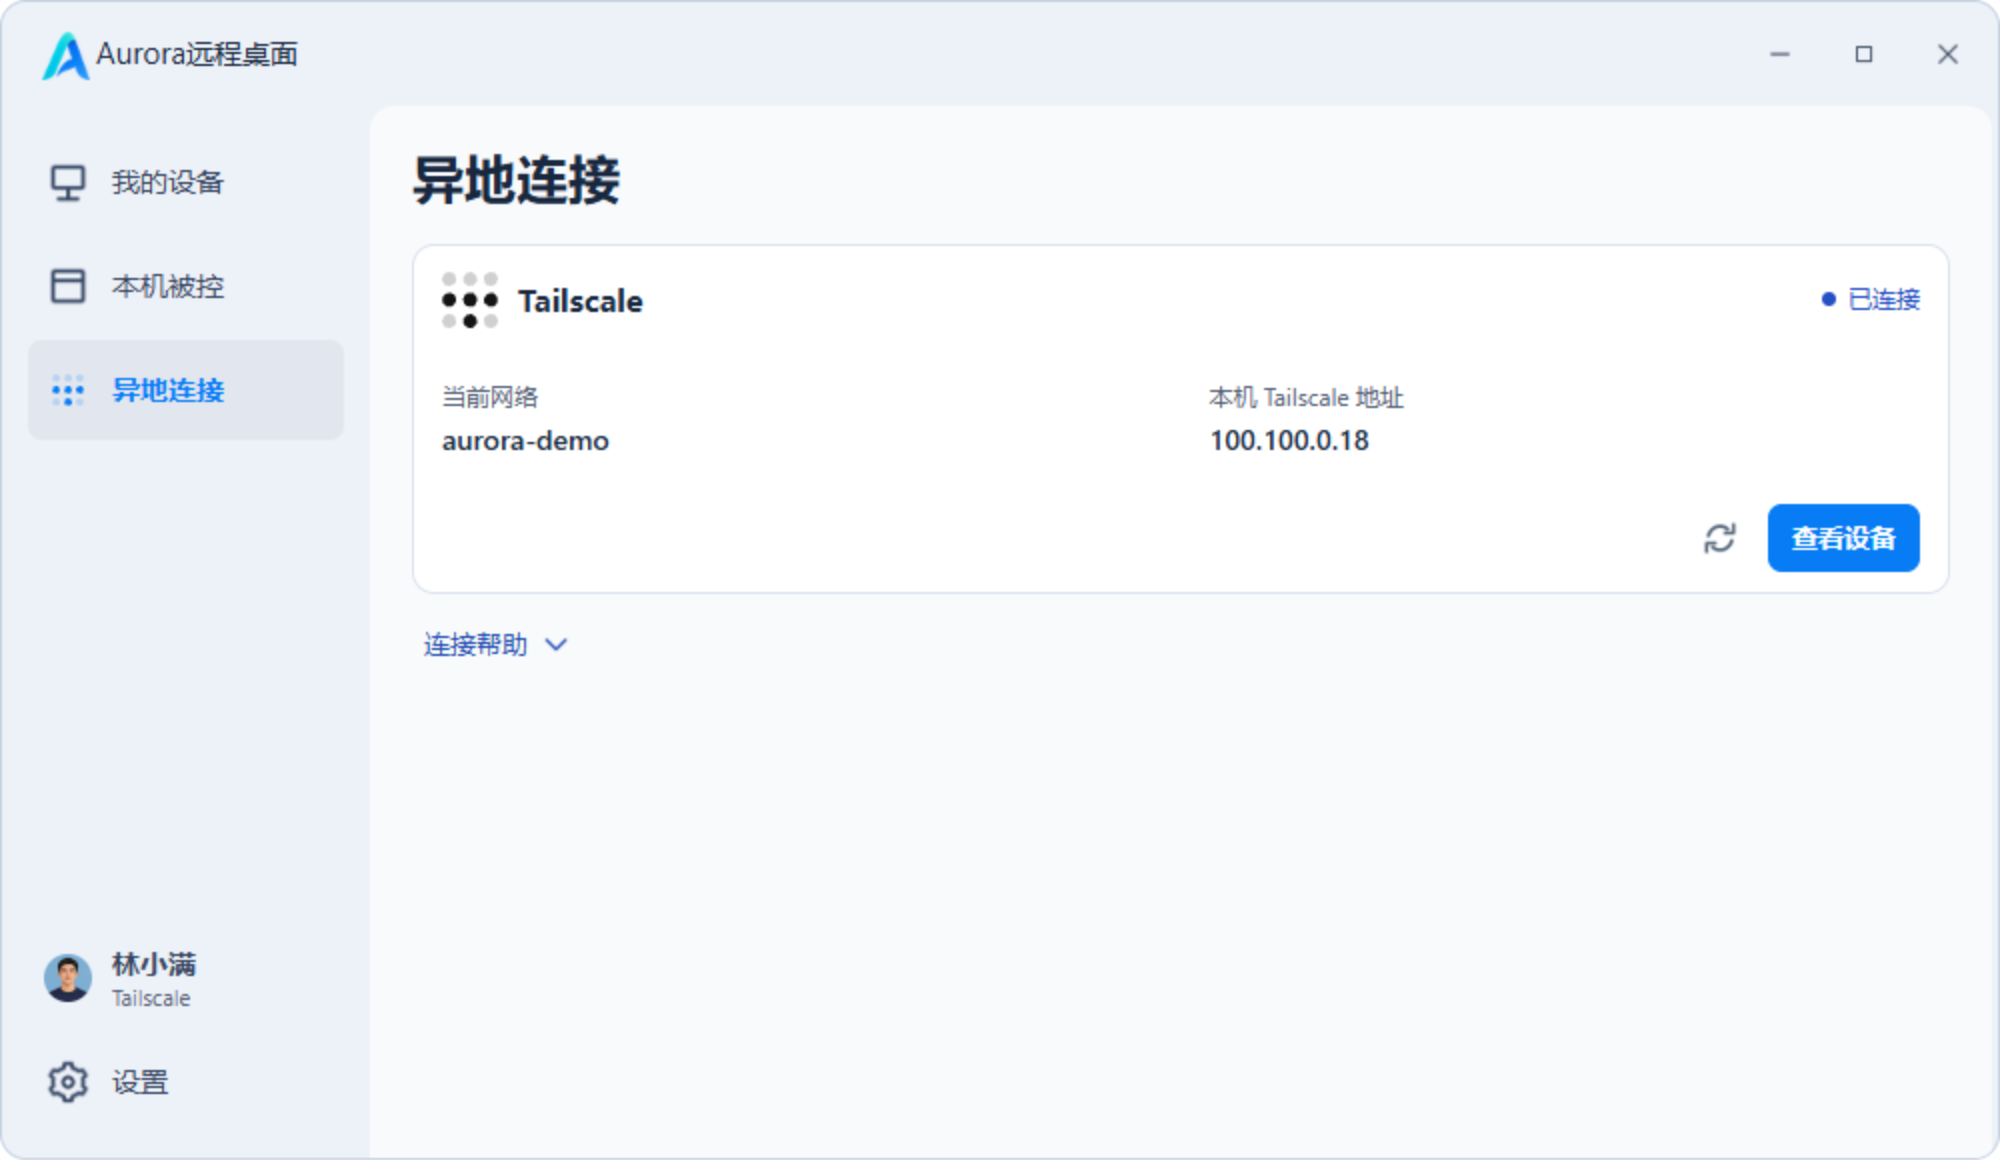 Aurora远程桌面
我的设备
本机被控
异地连接
林小满
Tailscale
设置
异地连接
Tailscale
已连接
当前网络
aurora-demo
本机 Tailscale 地址
100.100.0.18
查看设备
连接帮助